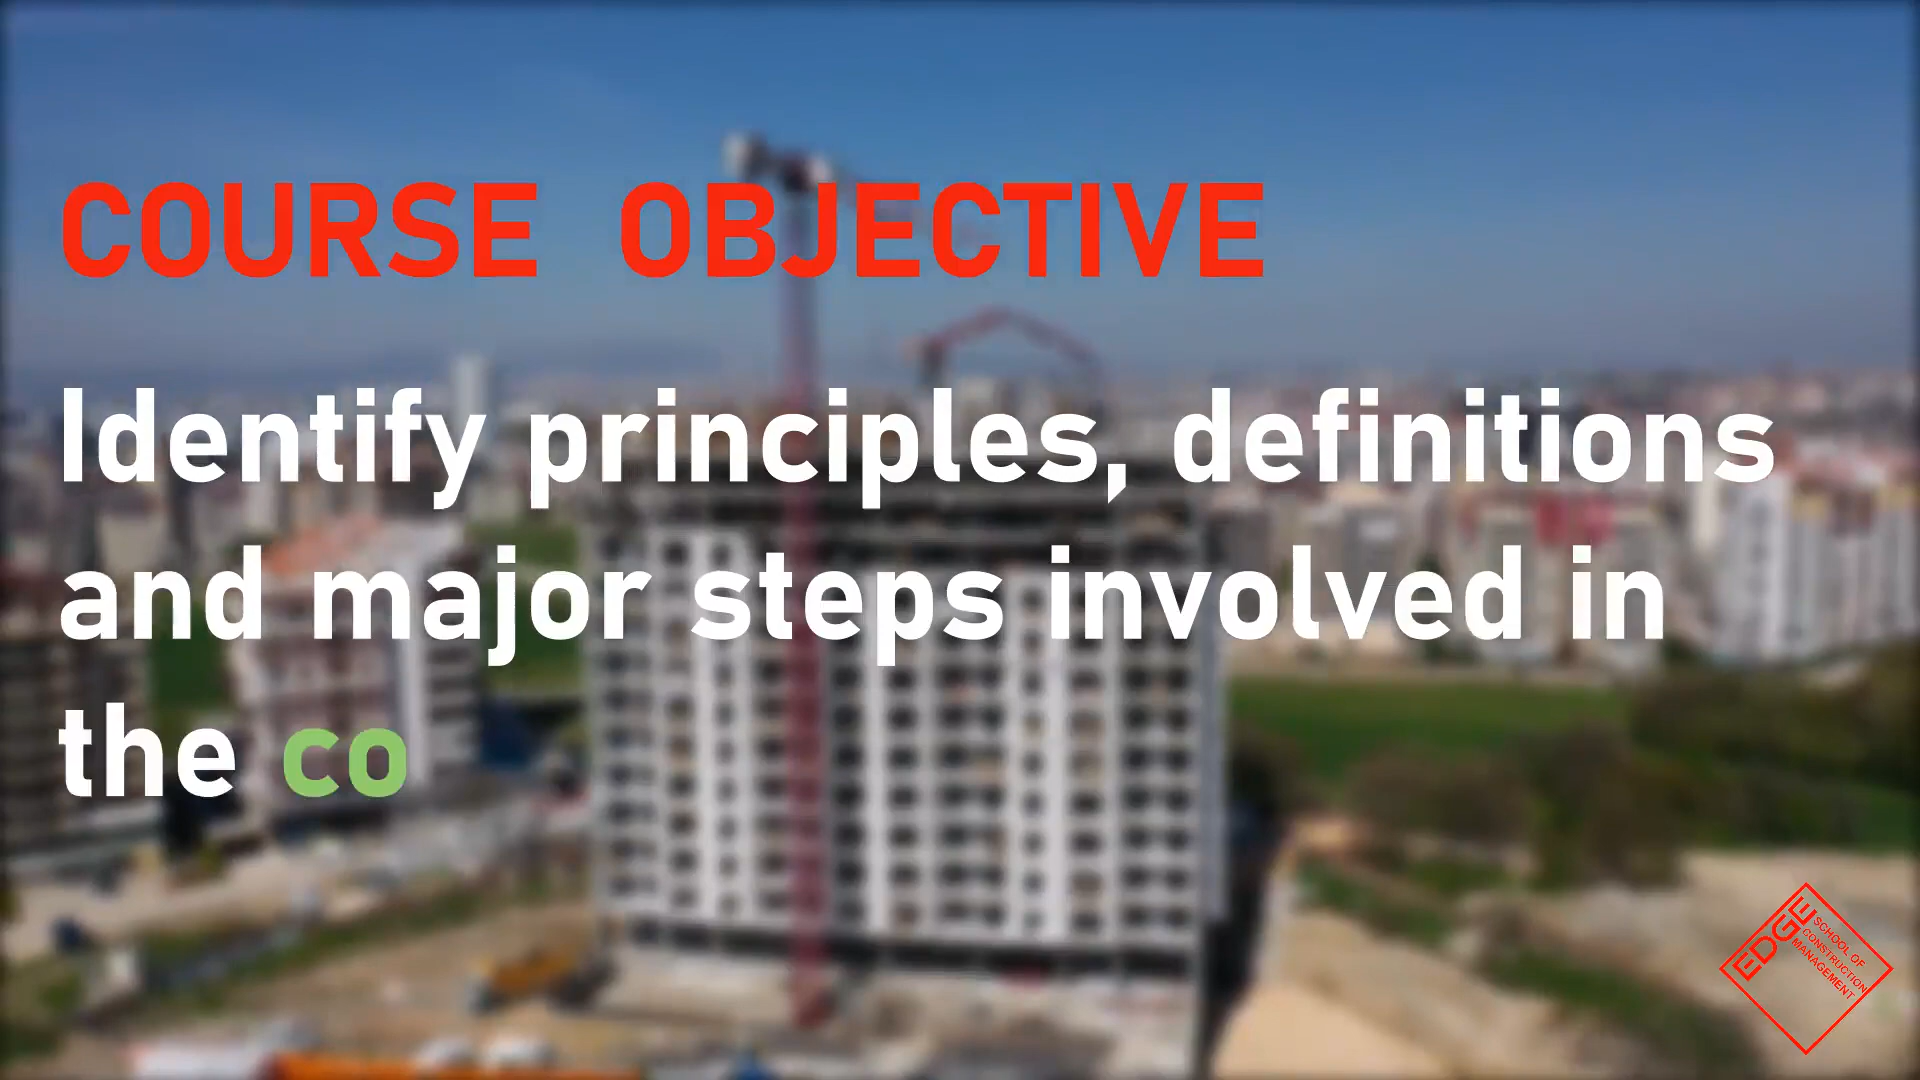 COURSE OBJECTIVE
Identify principles, definitions
and major steps involved in
the co
EDGE
SCHOOL OF
CONSTRUCTION
MANAGEMENT